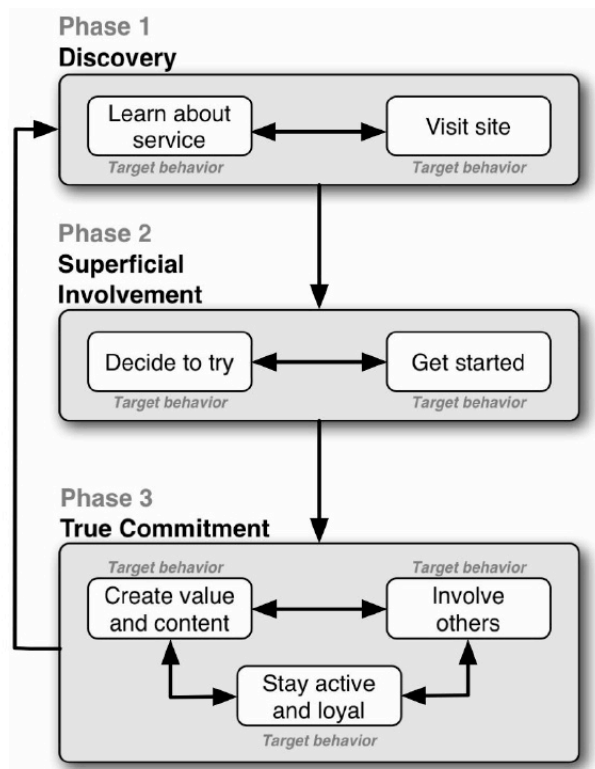 Phase 1
Discovery
Learn about
service
Target behavior
Visit site
Target behavior
Phase 2
Superficial
Involvement
Decide to try
Target behavior
Get started
Target behavior
Phase 3
True Commitment
Target behavior
Create value
and content
Target behavior
Involve
others
Stay active
and loyal
Target behavior